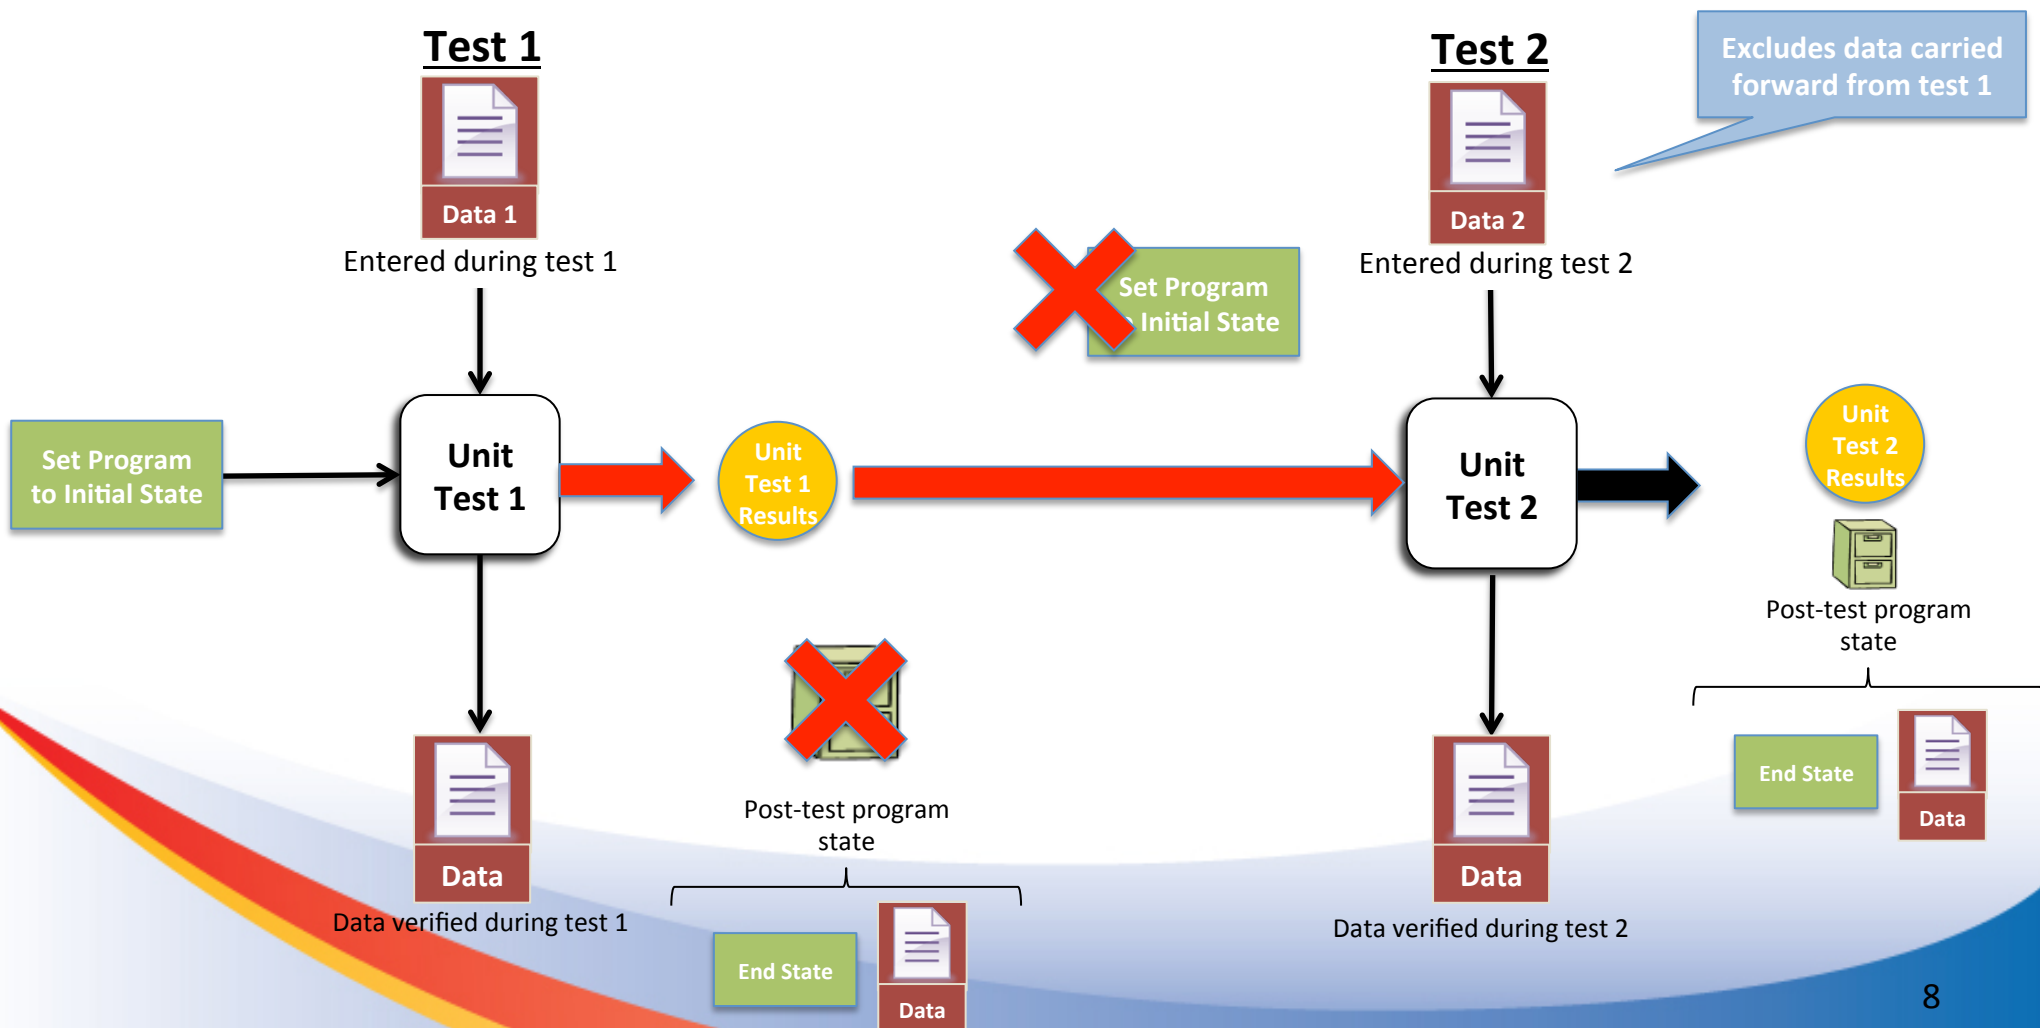 Test 1
Data 1
Entered during test 1
Set Program
to Initial State
Unit
Test 1
Unit
Test 1
Results
Data
Data verified during test 1
Post-test program
state
End State
Data
Set Program
Initial State
Test 2
Data 2
Entered during test 2
Excludes data carried
forward from test 1
Unit
Test 2
Unit
Test 2
Results
Post-test program
state
End State
Data
Data
Data verified during test 2
8